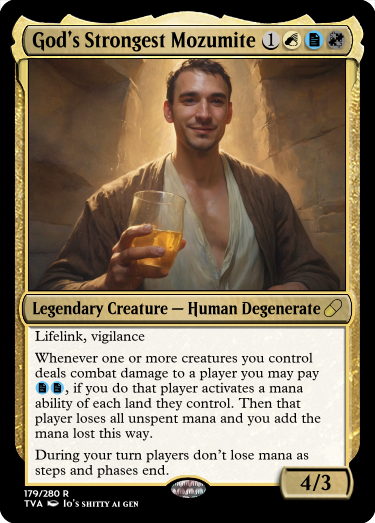 God's Strongest Mozumite 1
Legendary Creature — Human Degenerate
Lifelink, vigilance
Whenever one or more creatures you control
deals combat damage to a player you may pay
, if you do that player activates a mana
ability of each land they control. Then that
player loses all unspent mana and you add the
mana lost this way.
During your turn players don't lose mana as
steps and phases end.
4/3
179/280 R
TVA Io's shitty ai gen